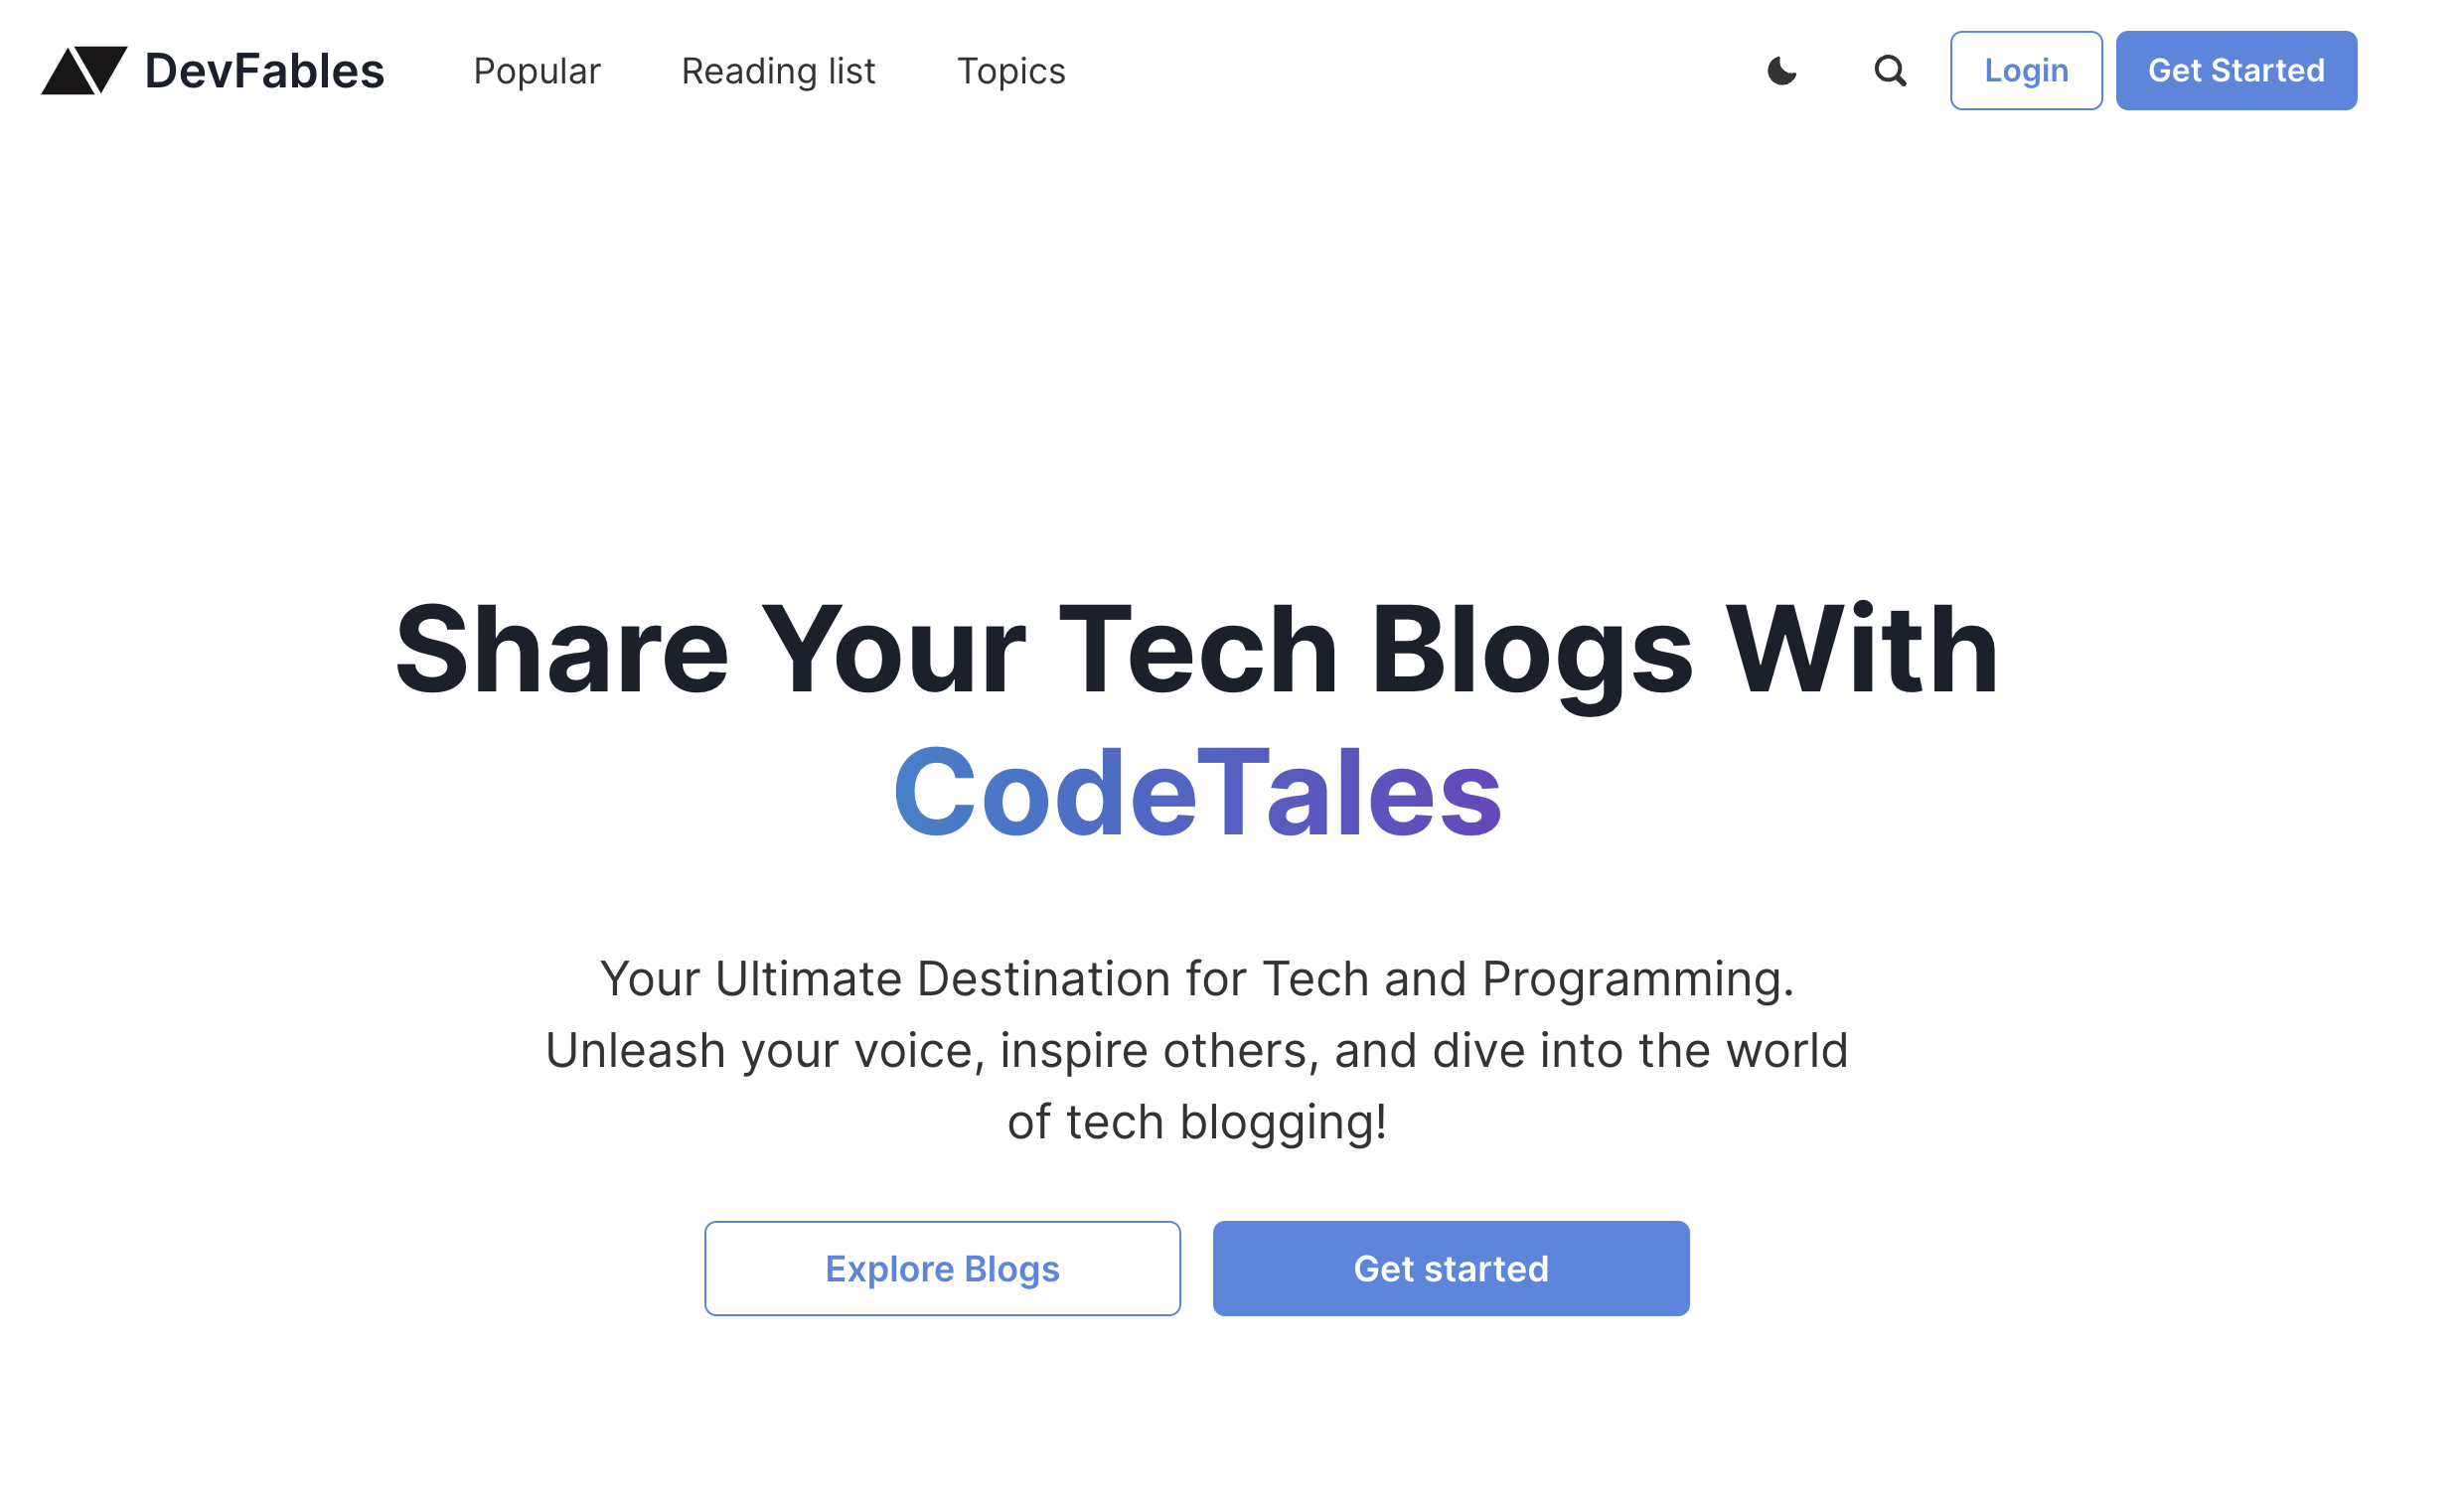 DevFables
Popular
Reading list
Topics
Login
Get Started
Share Your Tech Blogs With
CodeTales
Your Ultimate Destination for Tech and Programming.
Unleash your voice, inspire others, and dive into the world
of tech blogging!
Explore Blogs
Get started